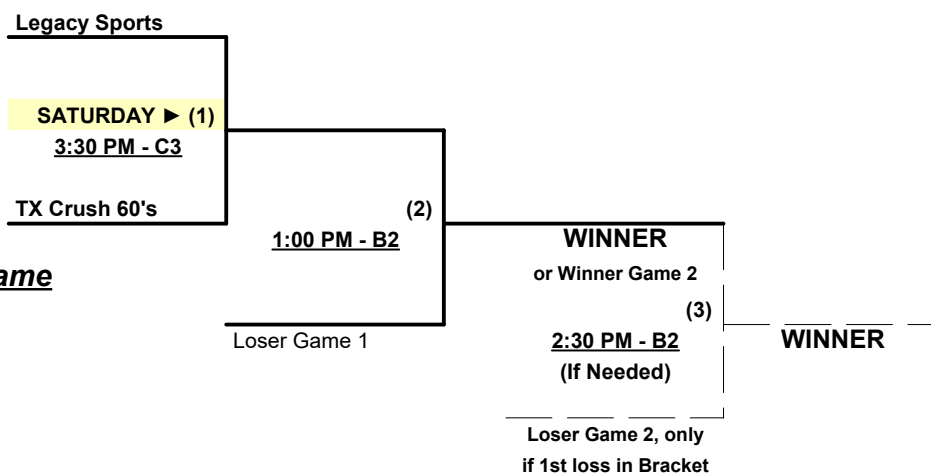 Legacy Sports
SATURDAY ► (1)
3:30 PM - C3
TX Crush 60's
(2)
1:00 PM - B2
WINNER
or Winner Game 2
ame
(3)
Loser Game 1
2:30 PM - B2
WINNER
(If Needed)
Loser Game 2, only
if 1st loss in Bracket